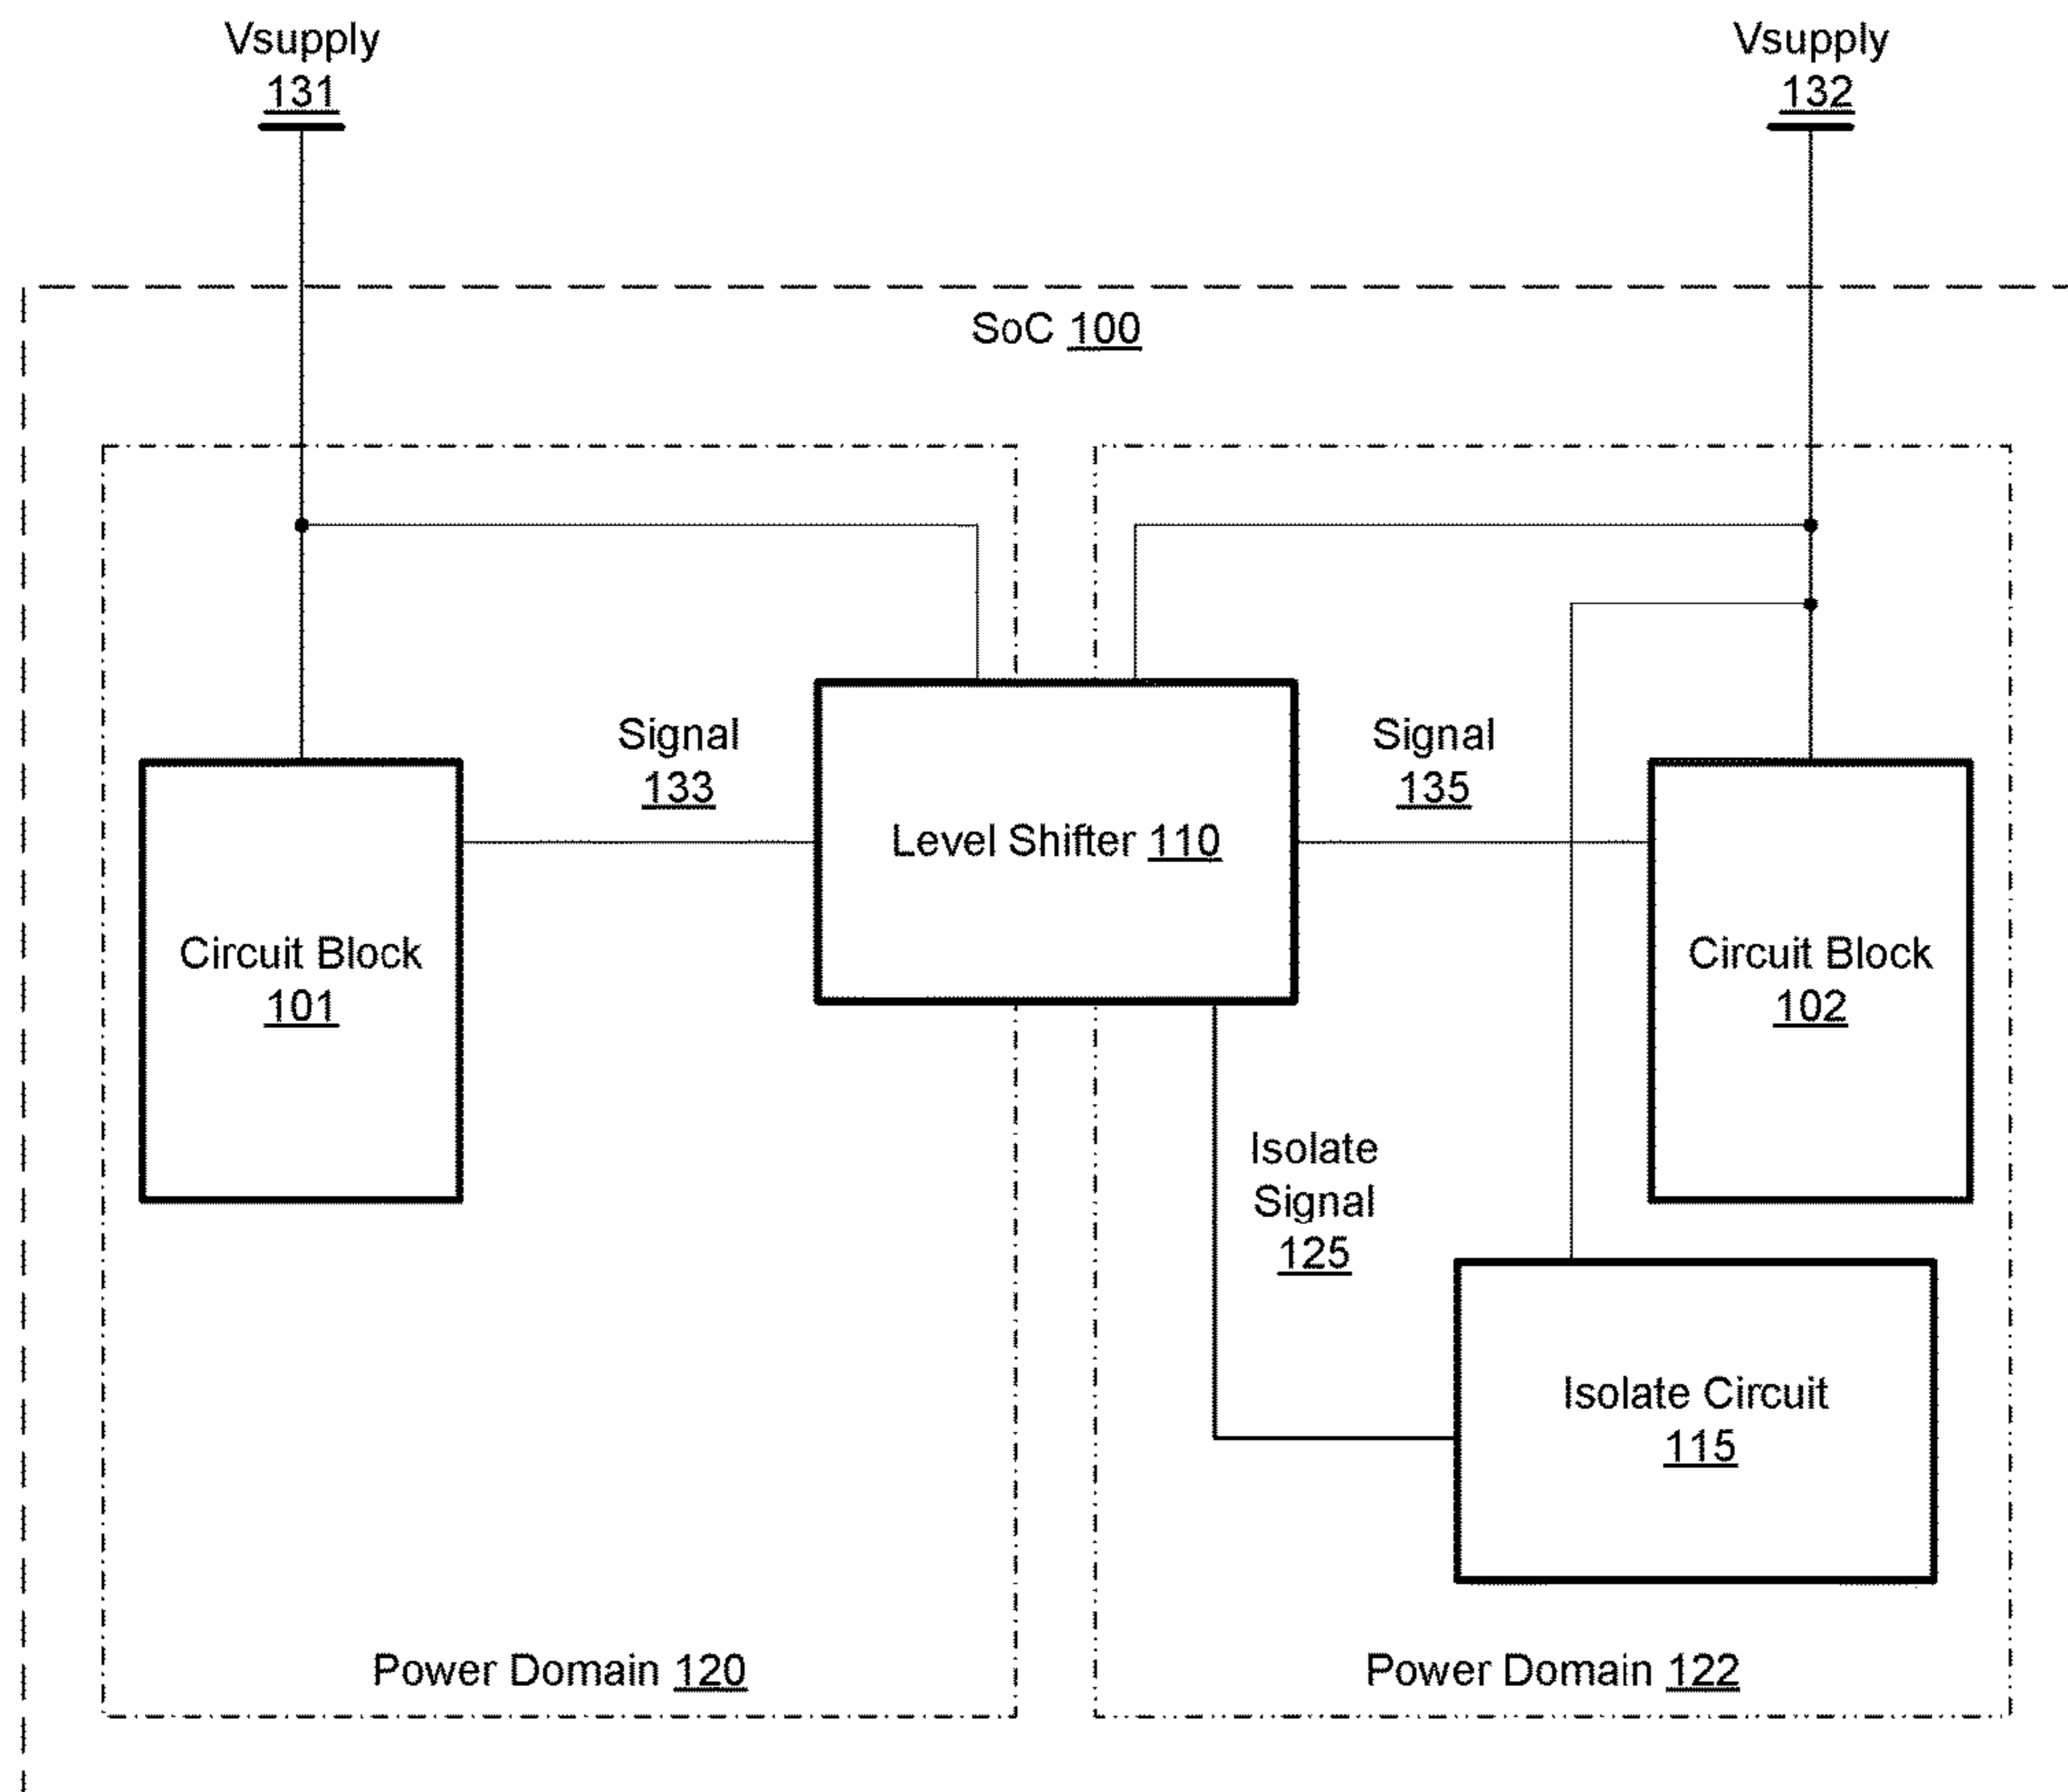 Vsupply
131
Vsupply
132
SoC 100
Signal
133
Signal
135
Level Shifter 110
Circuit Block
101
Circuit Block
102
Isolate
Signal
125
Isolate Circuit
115
Power Domain 120
Power Domain 122